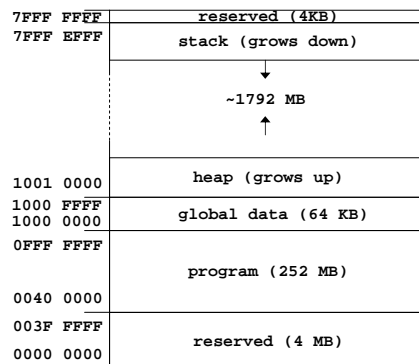 7FFF FFFF reserved (4KB)
7FFF EFFF stack (grows down)
~1792 MB
heap (grows up)
1001 0000
1000 FFFF
global data (64 KB)
1000 0000
0FFF FFFF
program (252 MB)
0040 0000
003F FFFF
reserved (4 MB)
0000 0000